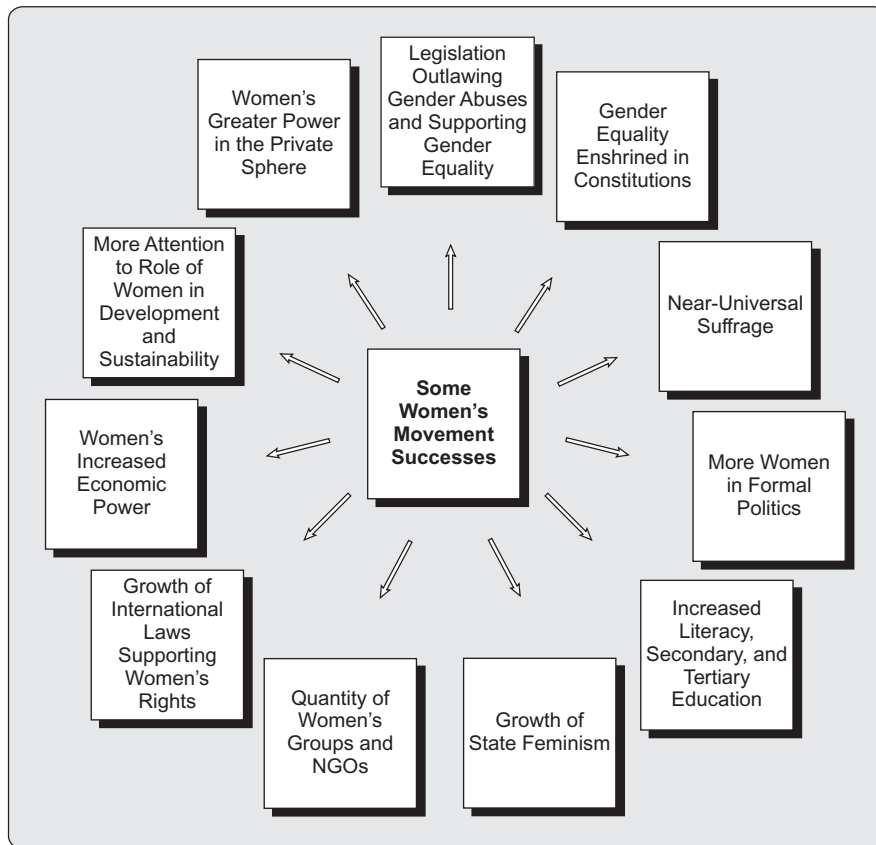 Some
Women's
Movement
Successes
Legislation
Outlawing
Gender Abuses
and Supporting
Gender
Equality
Gender
Equality
Enshrined in
Constitutions
Near-Universal
Suffrage
More Women
in Formal
Politics
Increased
Literacy,
Secondary, and
Tertiary
Education
Growth of
State Feminism
Quantity of
Women's
Groups and
NGOs
Growth of
International
Laws
Supporting
Women's
Rights
Women's
Increased
Economic
Power
More Attention
to Role of
Women in
Development
and
Sustainability
Women's
Greater Power
in the Private
Sphere